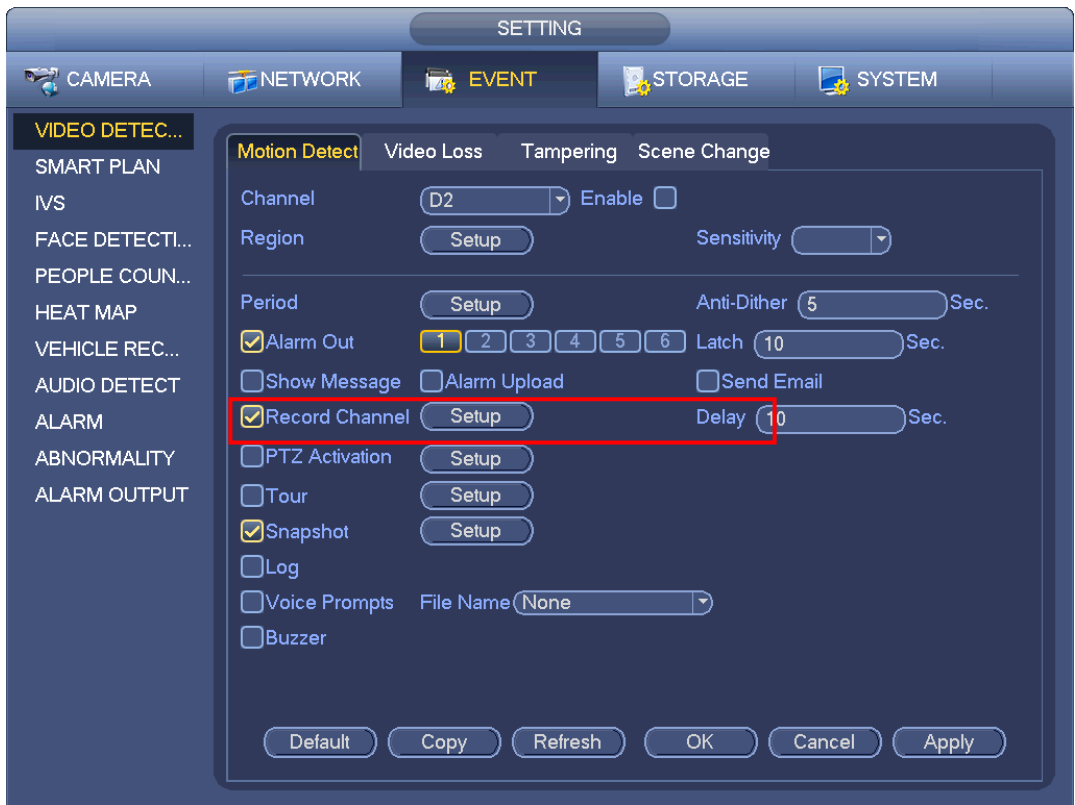 SETTING
CAMERA NETWORK EVENT STORAGE SYSTEM
VIDEO DETEC...
SMART PLAN
IVS
FACE DETECTI...
PEOPLE COUN...
HEAT MAP
VEHICLE REC...
AUDIO DETECT
ALARM
ABNORMALITY
ALARM OUTPUT
Motion Detect Video Loss Tampering Scene Change
Channel D2 Enable
Region Setup Sensitivity
Period Setup Anti-Dither 5 Sec.
Alarm Out 1 2 3 4 5 6 Latch 10 Sec.
Show Message Alarm Upload Send Email
Record Channel Setup Delay 10 Sec.
PTZ Activation Setup
Tour Setup
Snapshot Setup
Log
Voice Prompts File Name None
Buzzer
Default Copy Refresh OK Cancel Apply